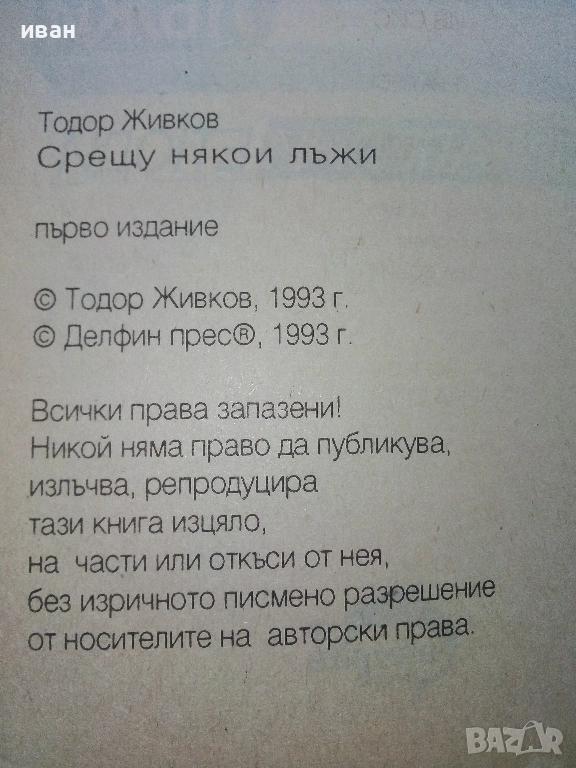 иван
Тодор Живков
Срещу някои лъжи
първо издание
© Тодор Живков, 1993 г.
© Делфин прес®, 1993 г.
Всички права запазени!
Никой няма право да публикува,
излъчва, репродуцира
тази книга изцяло,
на части или откъси от нея,
без изричното писмено разрешение
от носителите на авторски права.
BAZAR